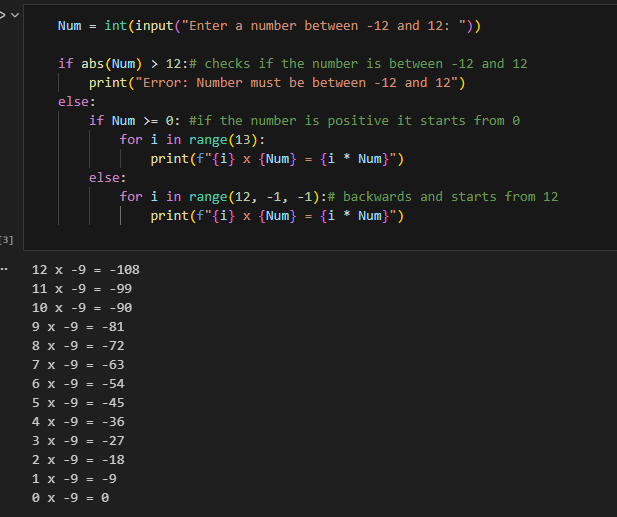 Num = int(input("Enter a number between -12 and 12: "))
if abs(Num) > 12:# checks if the number is between -12 and 12
print("Error: Number must be between -12 and 12")
else:
if Num >= 0: #if the number is positive it starts from 0
for i in range(13):
print(f"{i} x {Num} = {i * Num}")
else:
for i in range(12, -1, -1):# backwards and starts from 12
print(f"{i} x {Num} = {i * Num}")
[3]
12 x -9 = -108
11 x -9 = -99
10 x -9 = -90
9 x -9 = -81
8 x -9 = -72
7 x -9 = -63
6 x -9 = -54
5 x -9 = -45
4 x -9 = -36
3 x -9 = -27
2 x -9 = -18
1 x -9 = -9
0 x -9 = 0